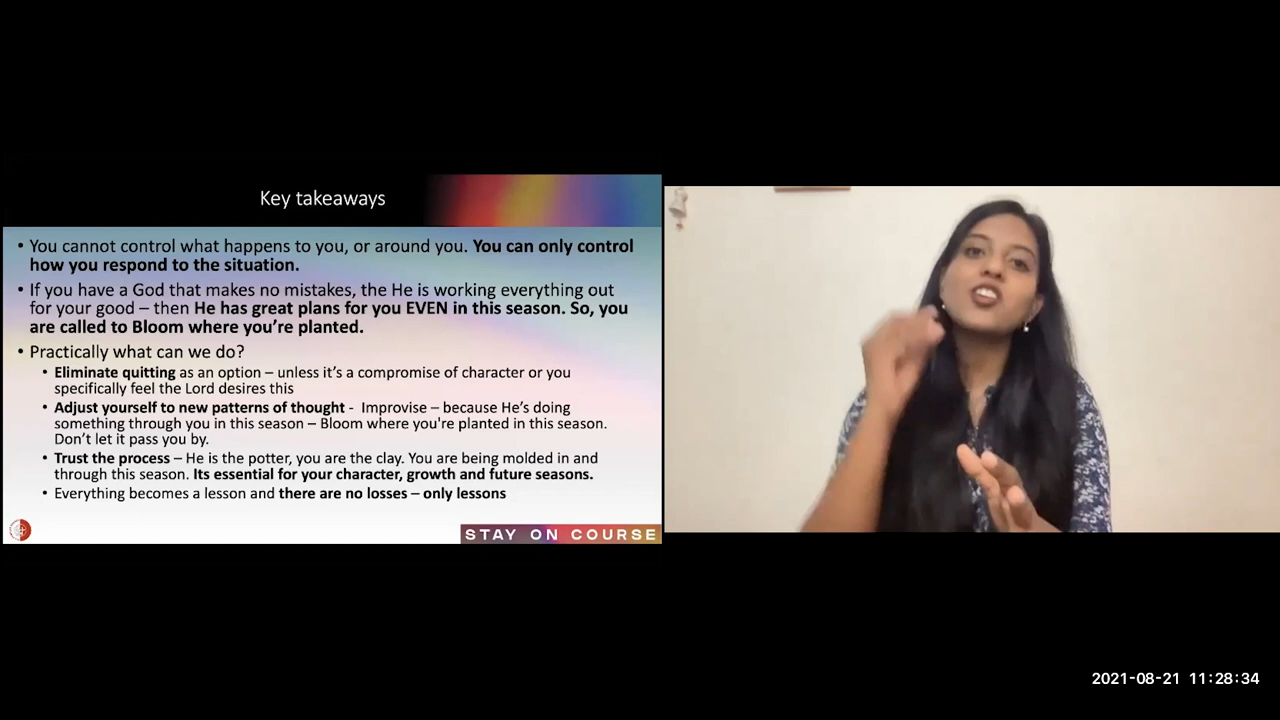 Key takeaways
• You cannot control what happens to you, or around you. You can only control
how you respond to the situation.
• If you have a God that makes no mistakes, the He is working everything out
for your good – then He has great plans for you EVEN in this season. So, you
are called to Bloom where you're planted.
• Practically what can we do?
• Eliminate quitting as an option – unless it's a compromise of character or you
specifically feel the Lord desires this
• Adjust yourself to new patterns of thought - Improvise – because He's doing
something through you in this season – Bloom where you're planted in this season.
Don't let it pass you by.
• Trust the process – He is the potter, you are the clay. You are being molded in and
through this season. Its essential for your character, growth and future seasons.
• Everything becomes a lesson and there are no losses – only lessons
STAY ON COURSE
2021-08-21 11:28:34